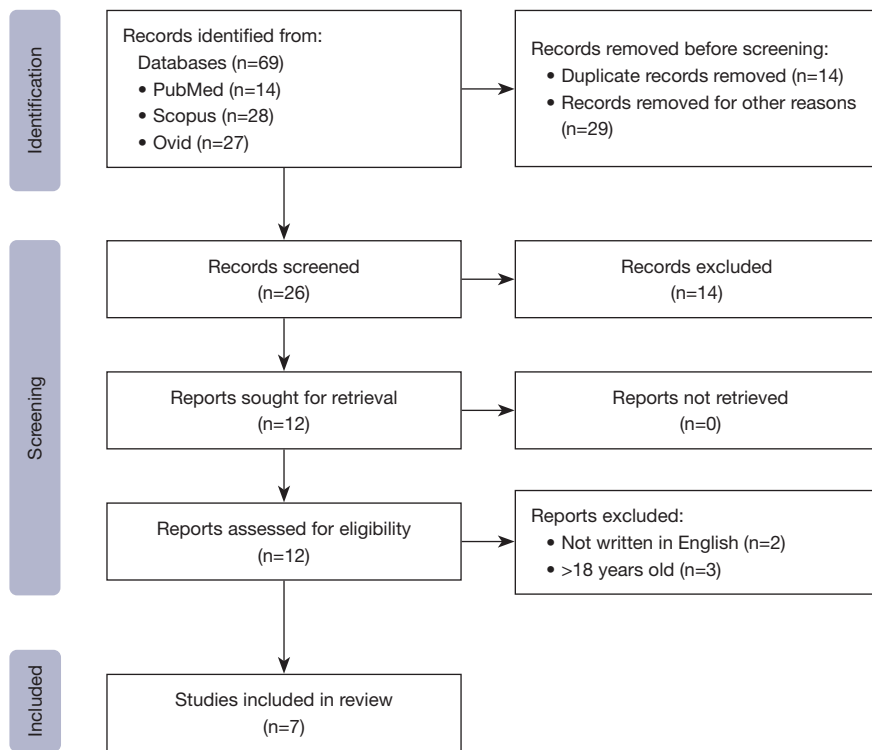 Identification
Records identified from:
Databases (n=69)
• PubMed (n=14)
• Scopus (n=28)
• Ovid (n=27)
Records removed before screening:
• Duplicate records removed (n=14)
• Records removed for other reasons
(n=29)
Screening
Records screened
(n=26)
Records excluded
(n=14)
Reports sought for retrieval
(n=12)
Reports not retrieved
(n=0)
Reports assessed for eligibility
(n=12)
Reports excluded:
• Not written in English (n=2)
• >18 years old (n=3)
Included
Studies included in review
(n=7)